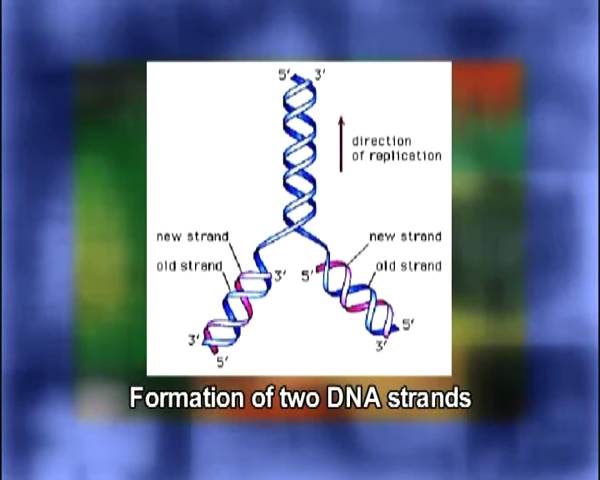 5' 3'
direction
of replication
new strand
new strand
old strand
old strand
3' 5'
5'
3'
3'
5'
Formation of two DNA strands